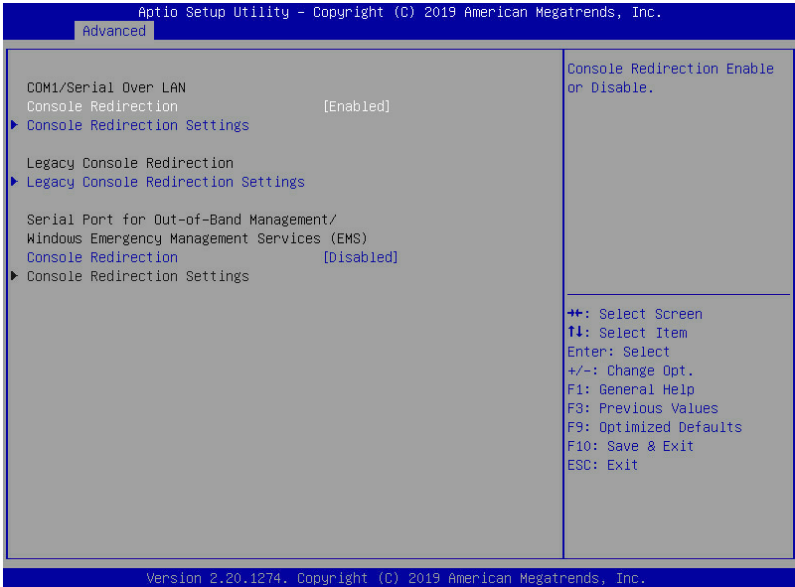 Aptio Setup Utility – Copyright (C) 2019 American Megatrends, Inc.
Advanced
COM1/Serial Over LAN
Console Redirection [Enabled]
Console Redirection Settings
Legacy Console Redirection
Legacy Console Redirection Settings
Serial Port for Out-of-Band Management/
Windows Emergency Management Services (EMS)
Console Redirection [Disabled]
Console Redirection Settings
Console Redirection Enable
or Disable.
→←: Select Screen
↑↓: Select Item
Enter: Select
+/-: Change Opt.
F1: General Help
F3: Previous Values
F9: Optimized Defaults
F10: Save & Exit
ESC: Exit
Version 2.20.1274. Copyright (C) 2019 American Megatrends, Inc.